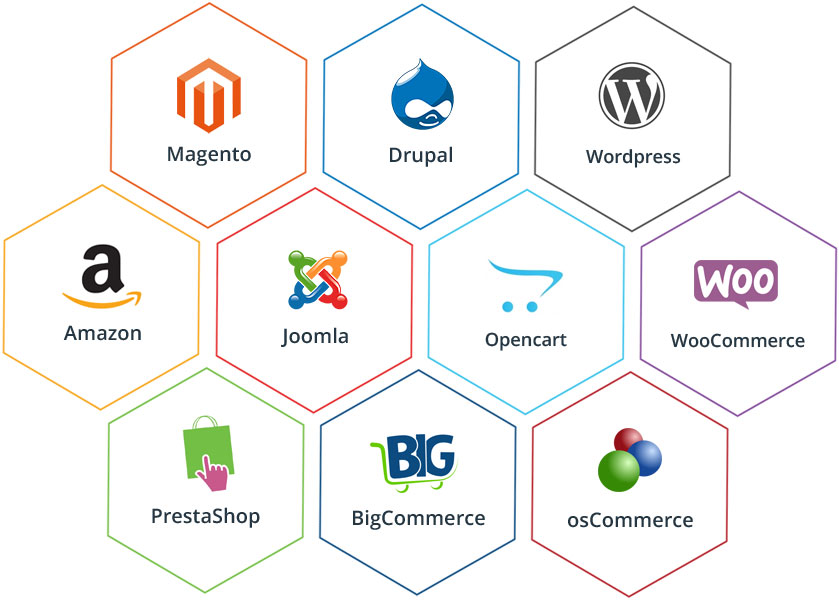 Magento
Drupal
W
Wordpress
a
Amazon
Joomla
Opencart
WOO
WooCommerce
PrestaShop
BIG
BigCommerce
osCommerce